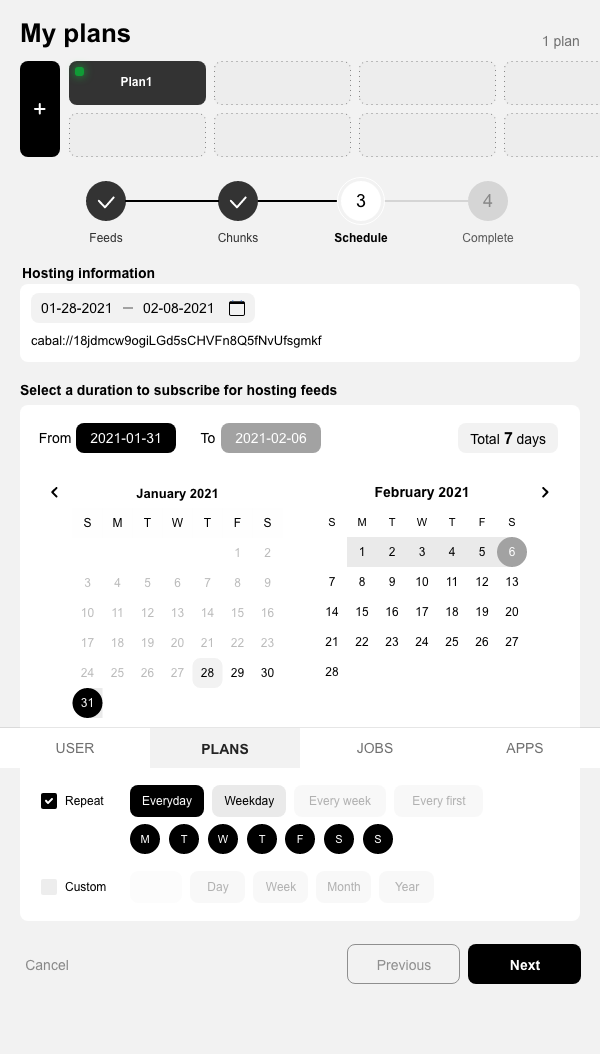 My plans
1 plan
+
Plan1
3
4
Feeds
Chunks
Schedule
Complete
Hosting information
01-28-2021 — 02-08-2021
cabal://18jdmcw9ogiLGd5sCHVFn8Q5fNvUfsgmkf
Select a duration to subscribe for hosting feeds
From 2021-01-31 To 2021-02-06 Total 7 days
January 2021
S M T W T F S
1 2
3 4 5 6 7 8 9
10 11 12 13 14 15 16
17 18 19 20 21 22 23
24 25 26 27 28 29 30
31
February 2021
S M T W T F S
1 2 3 4 5 6
7 8 9 10 11 12 13
14 15 16 17 18 19 20
21 22 23 24 25 26 27
28
USER PLANS JOBS APPS
Repeat Everyday Weekday Every week Every first
M T W T F S S
Custom Day Week Month Year
Cancel Previous Next